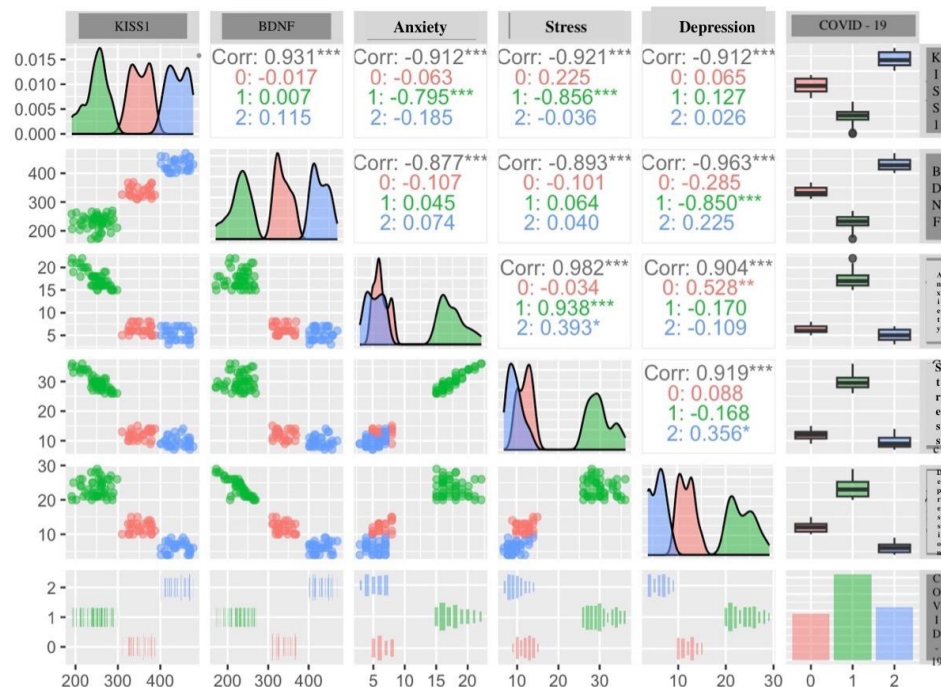 KISS1 BDNF Anxiety Stress Depression COVID - 19
0.015
0.010
0.005
0.000
Corr: 0.931***
0: -0.017
1: 0.007
2: 0.115
Corr: -0.912***
0: -0.063
1: -0.795***
2: -0.185
Corr: -0.921***
0: 0.225
1: -0.856***
2: -0.036
Corr: -0.912***
0: 0.065
1: 0.127
2: 0.026
KISS1
400
300
200
Corr: -0.877***
0: -0.107
1: 0.045
2: 0.074
Corr: -0.893***
0: -0.101
1: 0.064
2: 0.040
Corr: -0.963***
0: -0.285
1: -0.850***
2: 0.225
BDNF
20
15
10
5
Corr: 0.982***
0: -0.034
1: 0.938***
2: 0.393*
Corr: 0.904***
0: 0.528**
1: -0.170
2: -0.109
Anxiety
30
20
10
Corr: 0.919***
0: 0.088
1: -0.168
2: 0.356*
Stress
30
20
10
Depression
2
1
0
COVID-19
200 300 400 200 300 400 5 10 15 20 10 20 30 10 20 30 0 1 2